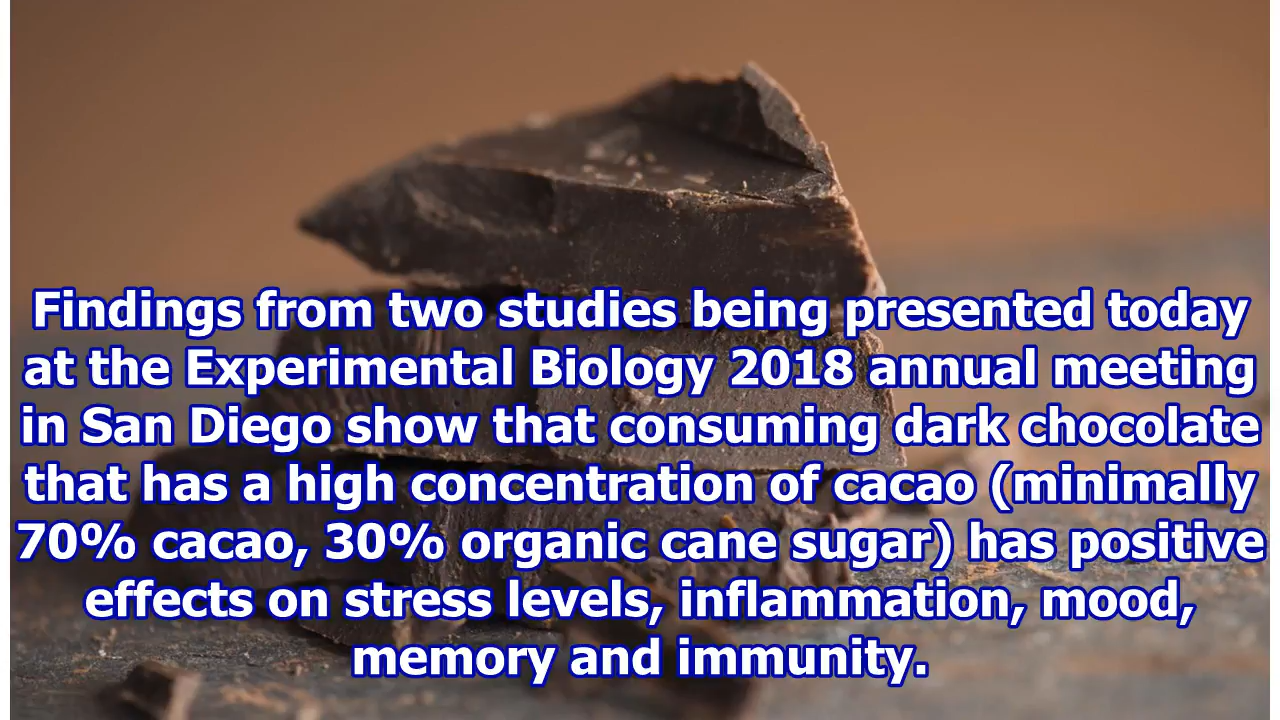 Findings from two studies being presented today
at the Experimental Biology 2018 annual meeting
in San Diego show that consuming dark chocolate
that has a high concentration of cacao (minimally
70% cacao, 30% organic cane sugar) has positive
effects on stress levels, inflammation, mood,
memory and immunity.